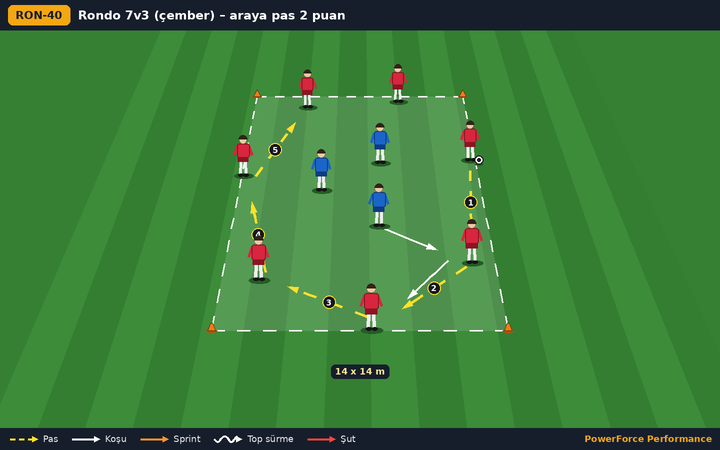 RON-40 Rondo 7v3 (çember) – araya pas 2 puan
5
1
4
2
3
14 x 14 m
Pas Koşu Sprint Top sürme Şut PowerForce Performance